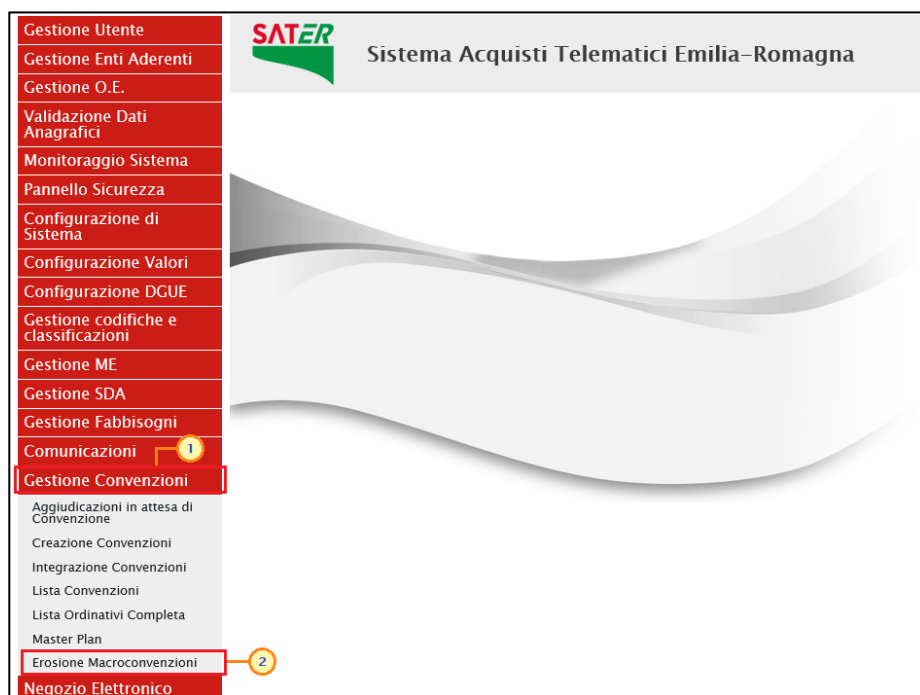 Gestione Utente
Gestione Enti Aderenti
Gestione O.E.
Validazione Dati
Anagrafici
Monitoraggio Sistema
Pannello Sicurezza
Configurazione di
Sistema
Configurazione Valori
Configurazione DGUE
Gestione codifiche e
classificazioni
Gestione ME
Gestione SDA
Gestione Fabbisogni
Comunicazioni
1
Gestione Convenzioni
Aggiudicazioni in attesa di
Convenzione
Creazione Convenzioni
Integrazione Convenzioni
Lista Convenzioni
Lista Ordinativi Completa
Master Plan
Erosione Macroconvenzioni
2
Negozio Elettronico
SATER
Sistema Acquisti Telematici Emilia-Romagna